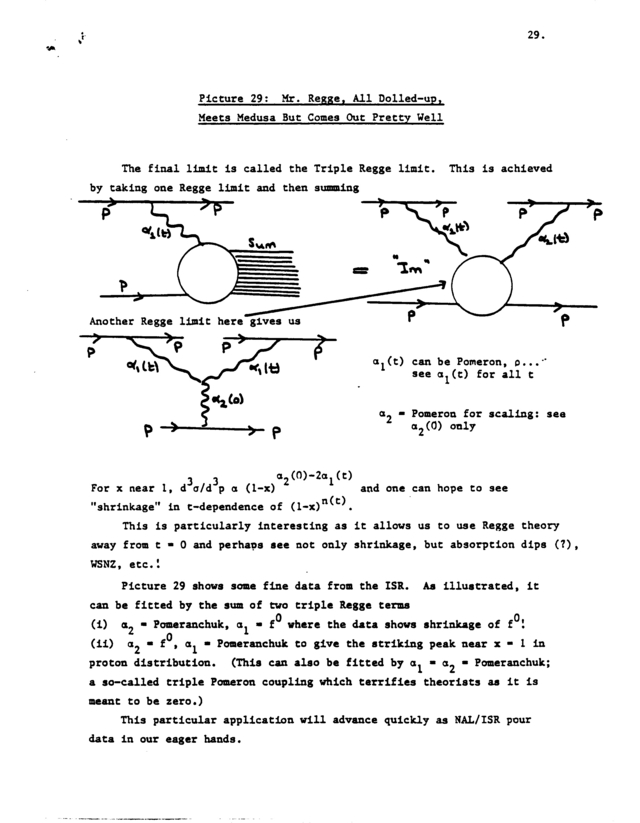 29.
Picture 29: Mr. Regge, All Dolled-up,
Meets Medusa But Comes Out Pretty Well
The final limit is called the Triple Regge limit. This is achieved
by taking one Regge limit and then summing
P P P P P P
α₁(t) α₁(t) α₁(t)
Sum
= "Im"
P
P P
Another Regge limit here gives us
P P P P
α₁(t) α₁(t)
α₂(0)
P P
α₁(t) can be Pomeron, ρ...
see α₁(t) for all t
α₂ = Pomeron for scaling: see
α₂(0) only
For x near 1, d³σ/d³p α (1-x)^α₂(0)-2α₁(t) and one can hope to see
"shrinkage" in t-dependence of (1-x)^n(t).
This is particularly interesting as it allows us to use Regge theory
away from t = 0 and perhaps see not only shrinkage, but absorption dips (?),
WSNZ, etc.!
Picture 29 shows some fine data from the ISR. As illustrated, it
can be fitted by the sum of two triple Regge terms
(i) α₂ = Pomeranchuk, α₁ = f⁰ where the data shows shrinkage of f⁰!
(ii) α₂ = f⁰, α₁ = Pomeranchuk to give the striking peak near x = 1 in
proton distribution. (This can also be fitted by α₁ = α₂ = Pomeranchuk;
a so-called triple Pomeron coupling which terrifies theorists as it is
meant to be zero.)
This particular application will advance quickly as NAL/ISR pour
data in our eager hands.